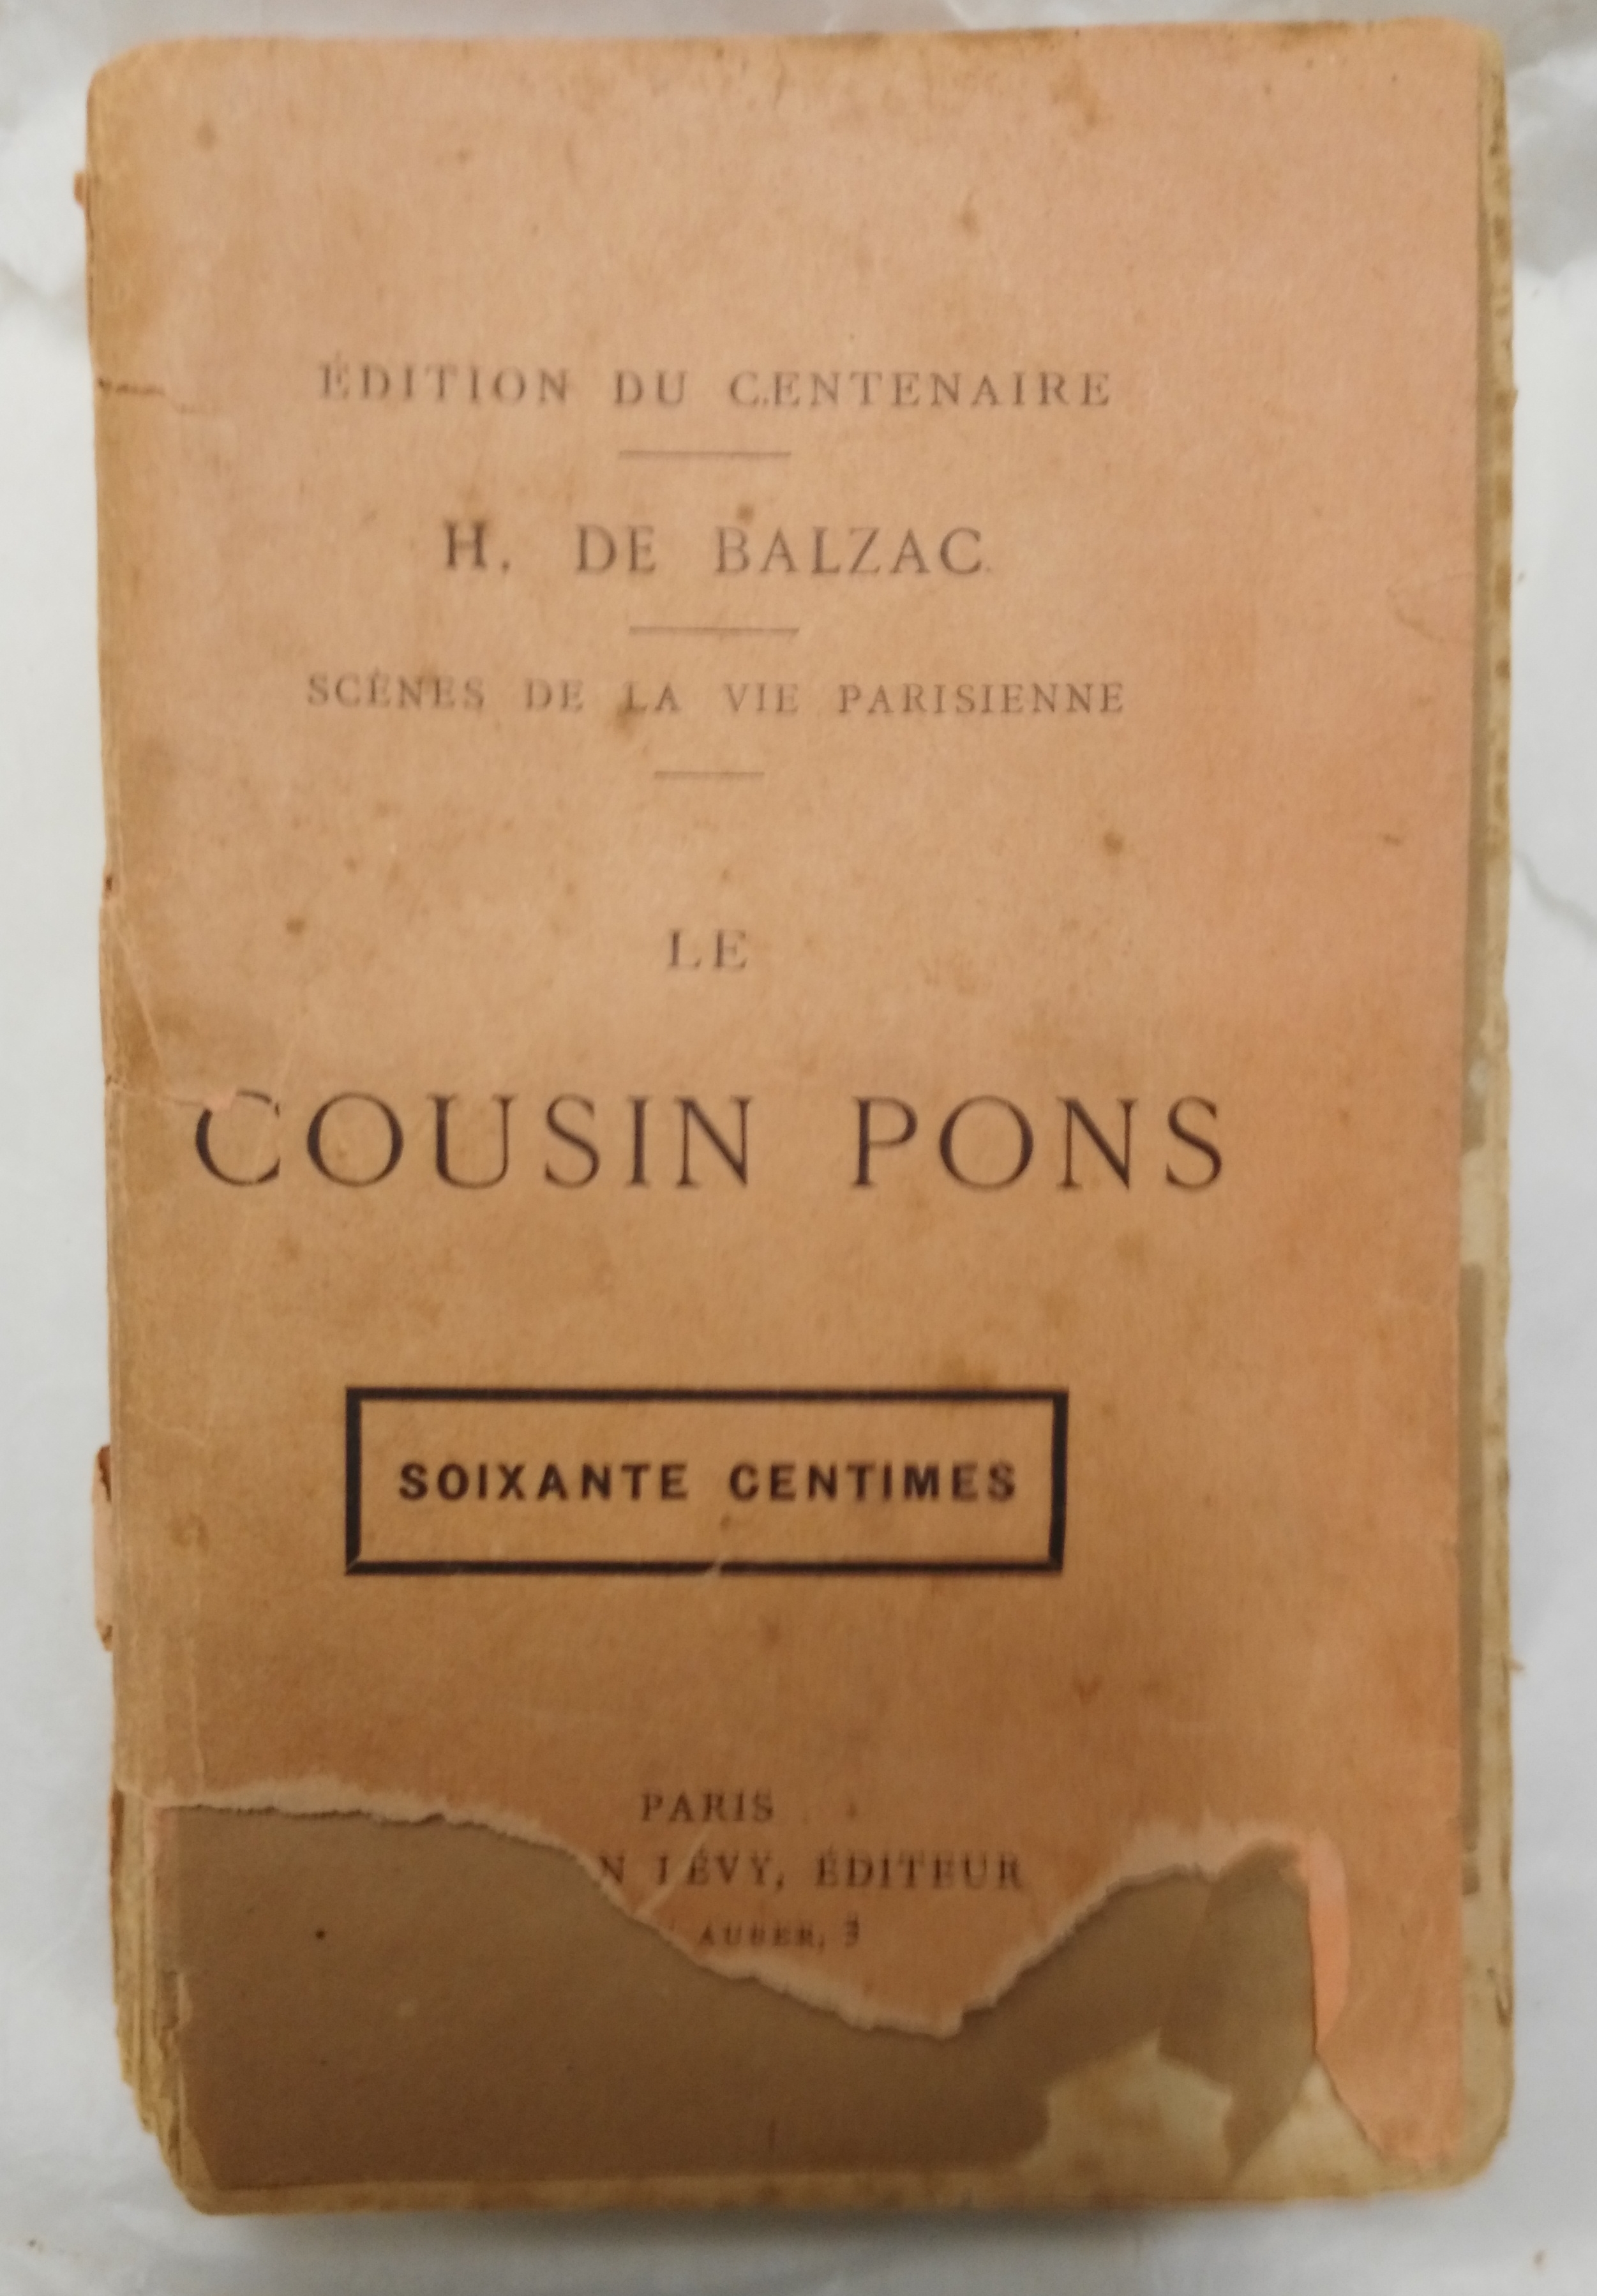 ÉDITION DU CENTENAIRE
H. DE BALZAC
SCÈNES DE LA VIE PARISIENNE
LE
COUSIN PONS
SOIXANTE CENTIMES
PARIS
N LÉVY, ÉDITEUR
AUBER, 3